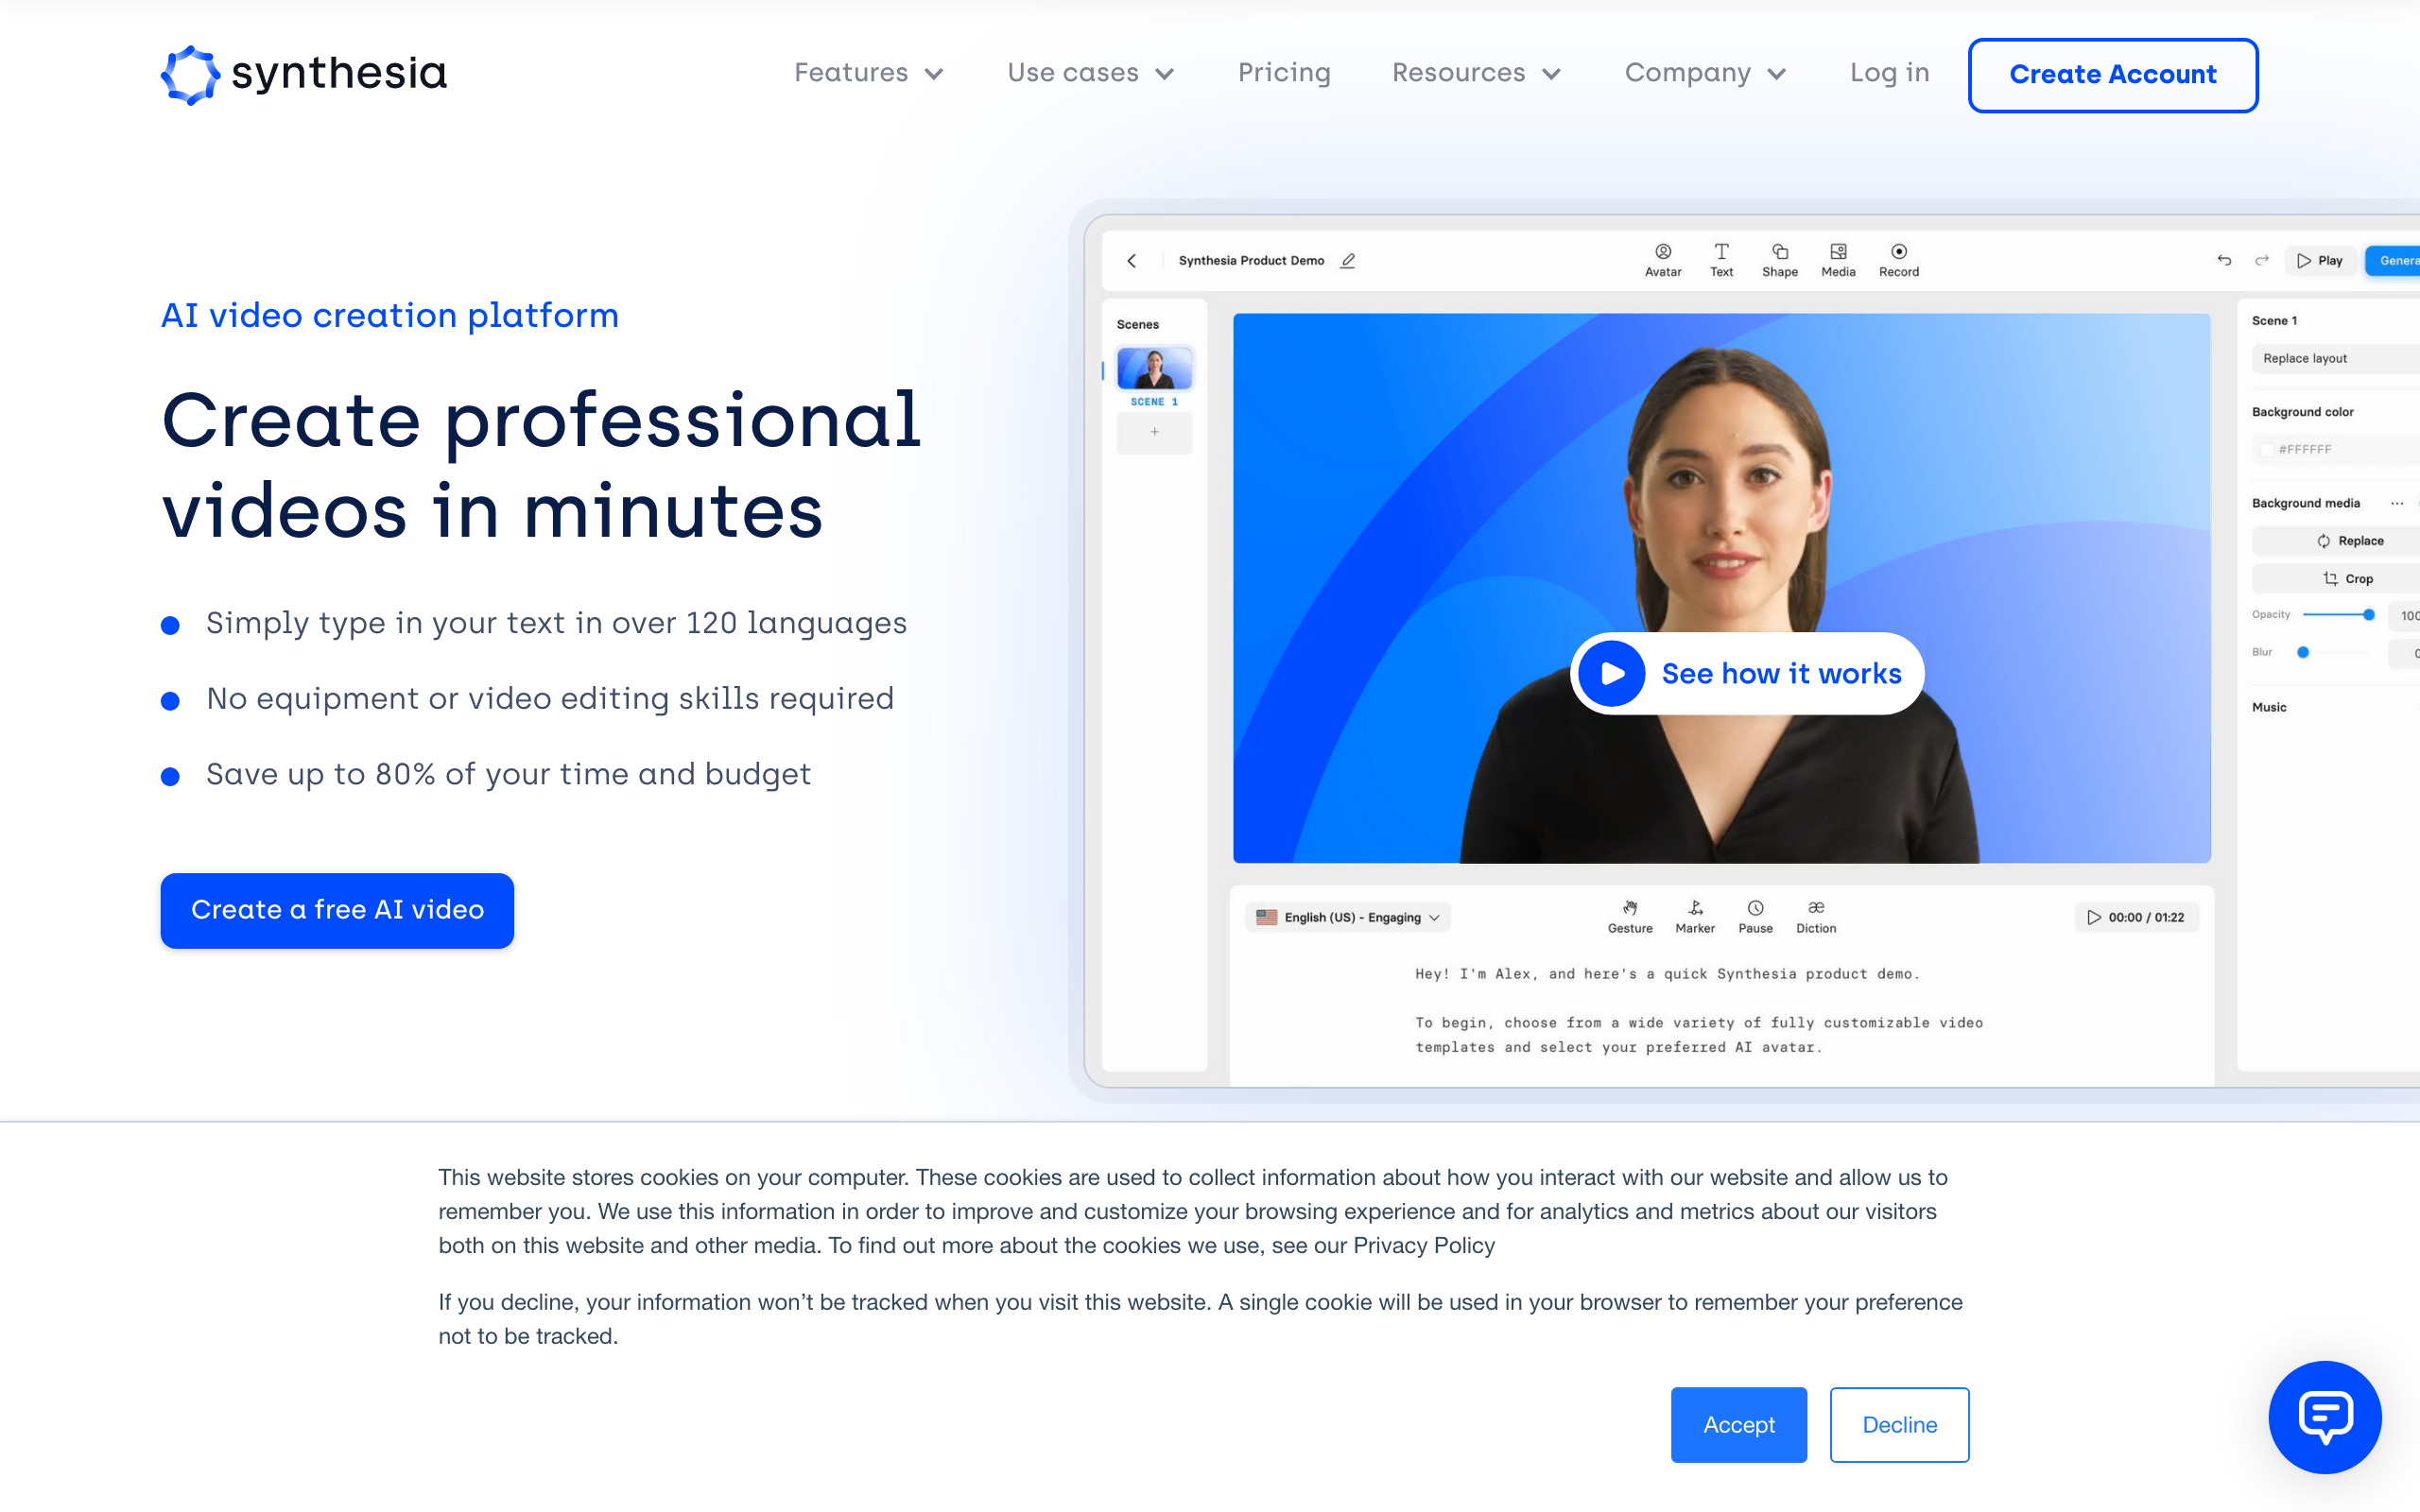 synthesia
Features
Use cases
Pricing
Resources
Company
Log in
Create Account
AI video creation platform
Create professional
videos in minutes
Simply type in your text in over 120 languages
No equipment or video editing skills required
Save up to 80% of your time and budget
Create a free AI video
Synthesia Product Demo
Avatar
Text
Shape
Media
Record
Play
Genera
Scenes
SCENE 1
+
See how it works
Scene 1
Replace layout
Background color
#FFFFFF
Background media
Replace
Crop
Opacity
100
Blur
0
Music
English (US) - Engaging
Gesture
Marker
Pause
æ
Diction
00:00 / 01:22
Hey! I'm Alex, and here's a quick Synthesia product demo.
To begin, choose from a wide variety of fully customizable video
templates and select your preferred AI avatar.
This website stores cookies on your computer. These cookies are used to collect information about how you interact with our website and allow us to
remember you. We use this information in order to improve and customize your browsing experience and for analytics and metrics about our visitors
both on this website and other media. To find out more about the cookies we use, see our Privacy Policy
If you decline, your information won’t be tracked when you visit this website. A single cookie will be used in your browser to remember your preference
not to be tracked.
Accept
Decline